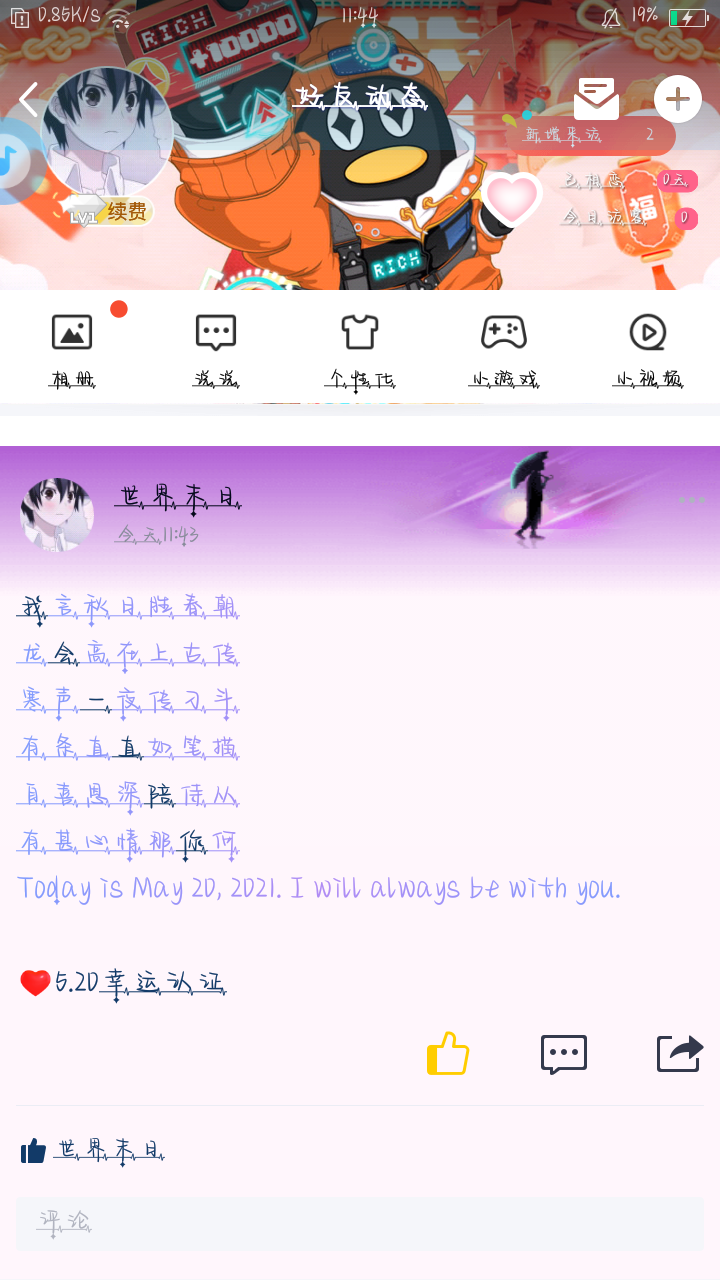 0.85K/S
11:44
19%
RICH
+10000
好友动态
新增来访 2
已相恋 0天
今日流露 0
LV1 续费
福
RICH
相册
说说
个性化
小游戏
小视频
世界末日
今天11:43
我言秋日胜春朝
龙会高在上古传
寒声一夜传刁斗
有条直直如笔描
自喜恩深陪侍从
有甚心情那你何
Today is May 20, 2021. I will always be with you.
5.20幸运认证
世界末日
评论